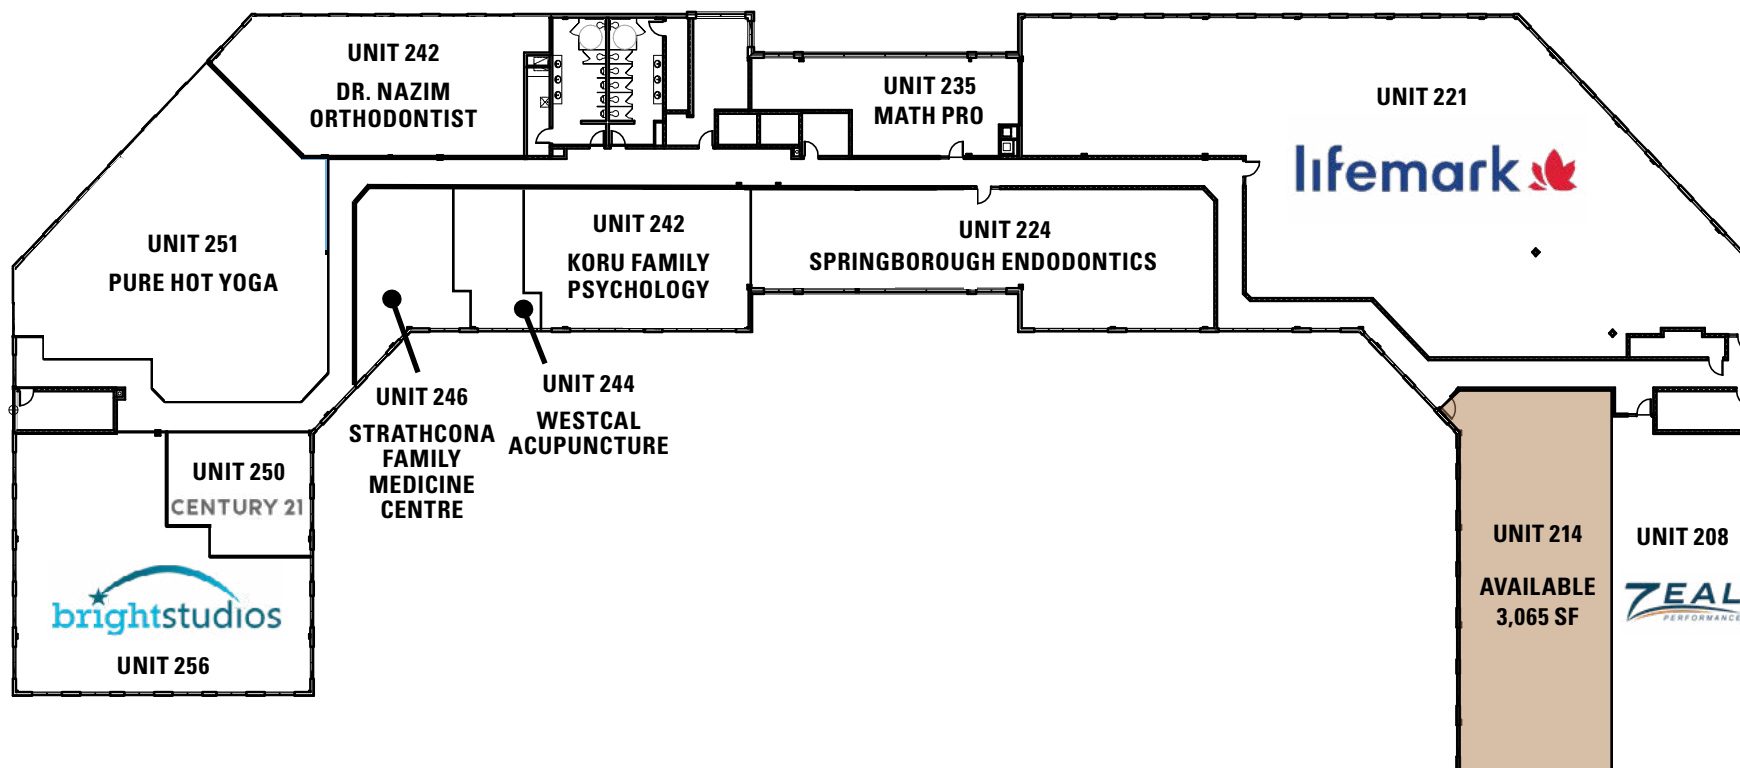 UNIT 242
DR. NAZIM
ORTHODONTIST
UNIT 235
MATH PRO
UNIT 221
lifemark
UNIT 251
PURE HOT YOGA
UNIT 242
KORU FAMILY
PSYCHOLOGY
UNIT 224
SPRINGBOROUGH ENDODONTICS
UNIT 246
STRATHCONA
FAMILY
MEDICINE
CENTRE
UNIT 244
WESTCAL
ACUPUNCTURE
UNIT 250
CENTURY 21
brightstudios
UNIT 256
UNIT 214
AVAILABLE
3,065 SF
UNIT 208
ZEAL
PERFORMANCE